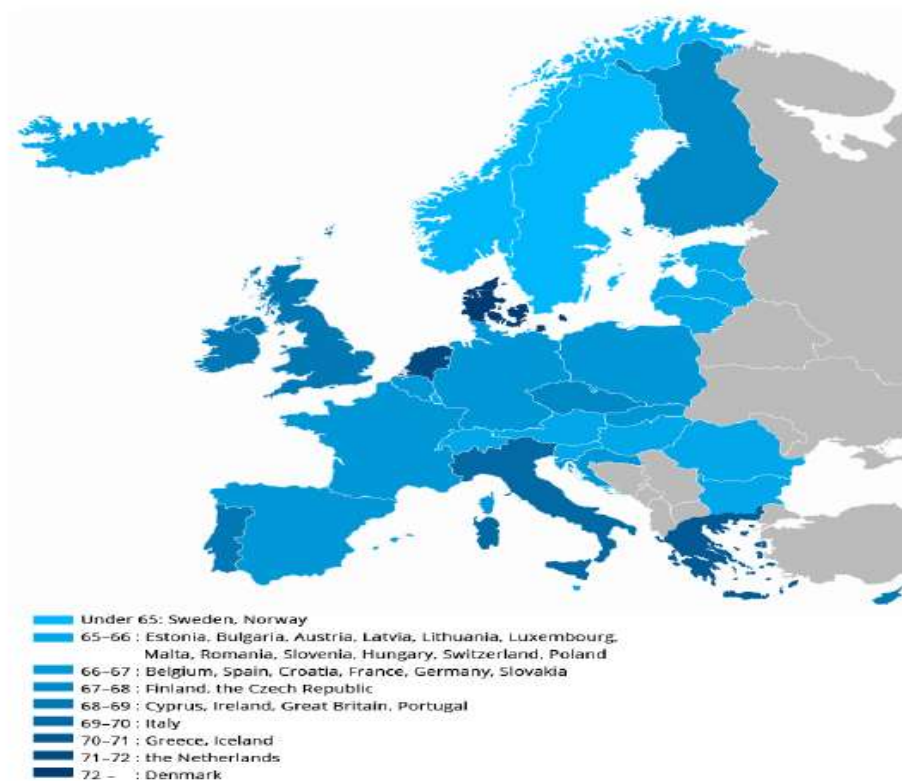 Under 65: Sweden, Norway
65–66 : Estonia, Bulgaria, Austria, Latvia, Lithuania, Luxembourg,
Malta, Romania, Slovenia, Hungary, Switzerland, Poland
66–67 : Belgium, Spain, Croatia, France, Germany, Slovakia
67–68 : Finland, the Czech Republic
68–69 : Cyprus, Ireland, Great Britain, Portugal
69–70 : Italy
70–71 : Greece, Iceland
71–72 : the Netherlands
72 – : Denmark